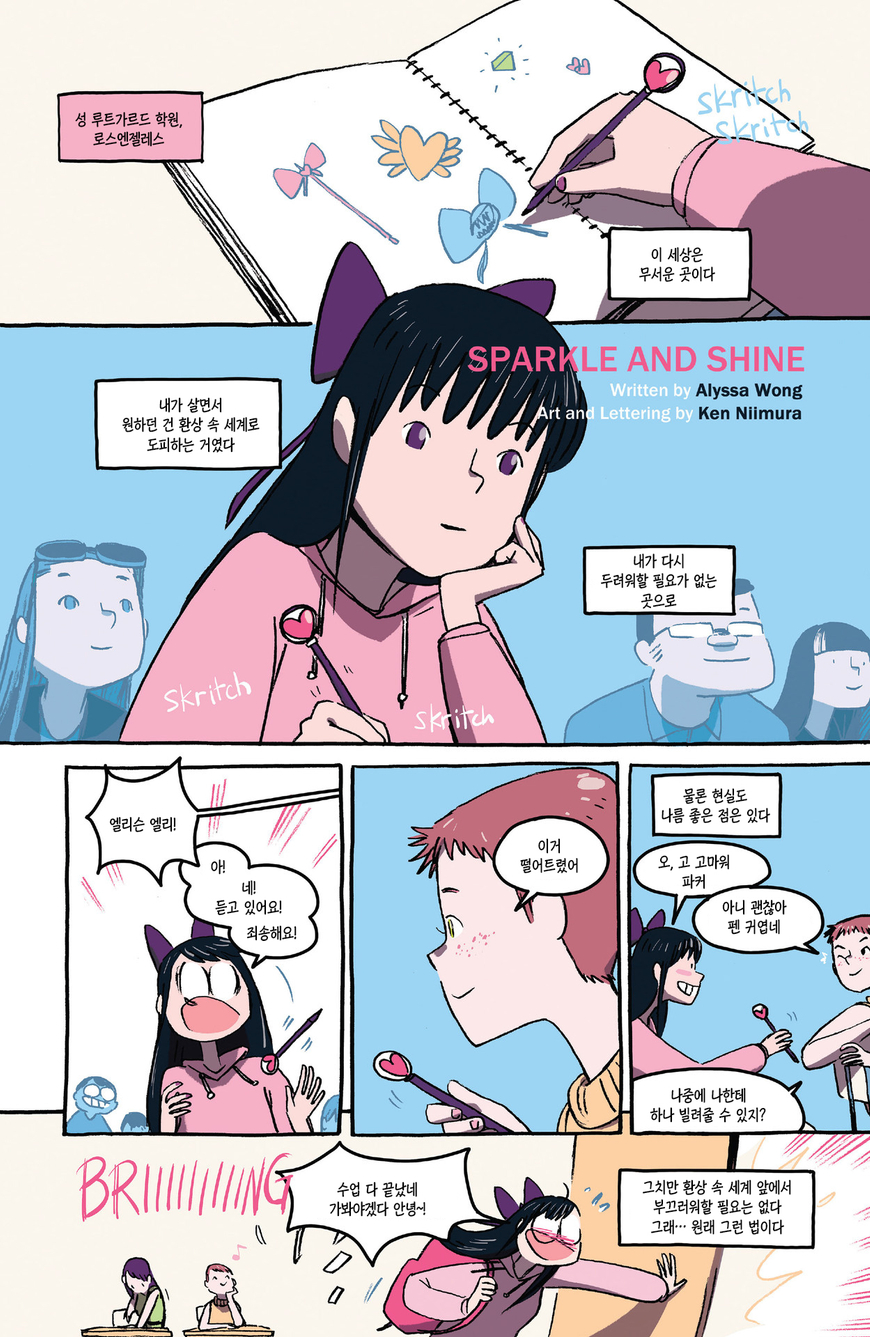 성 루트가르드 학원,
로스엔젤레스
skritch
skritch
이 세상은
무서운 곳이다
SPARKLE AND SHINE
Written by Alyssa Wong
Art and Lettering by Ken Niimura
내가 살면서
원하던 건 환상 속 세계로
도피하는 거였다
내가 다시
두려워할 필요가 없는
곳으로
skritch
skritch
엘리슨 엘리!
아!
네!
듣고 있어요!
죄송해요!
이거
떨어트렸어
물론 현실도
나름 좋은 점은 있다
오, 고 고마워
파커
아니 괜찮아
펜 귀엽네
나중에 나한테
하나 빌려줄 수 있지?
BRIIIIIIIIING
수업 다 끝났네
가봐야겠다 안녕~!
그치만 환상 속 세계 앞에서
부끄러워할 필요는 없다
그래… 원래 그런 법이다